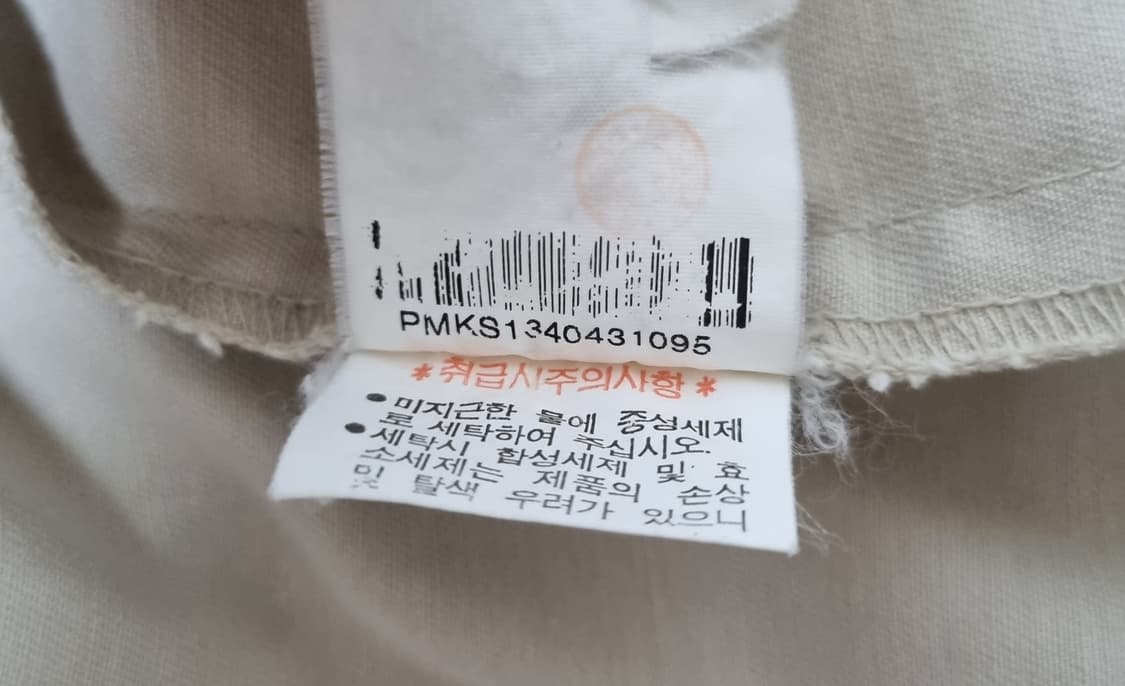 PMKS1340431095
* 취급시주의사항 *
• 미지근한 물에 중성세제
로 세탁하여 주십시오.
• 세탁시 합성세제 및 효
소세제는 제품의 손상
및 탈색 우려가 있으니